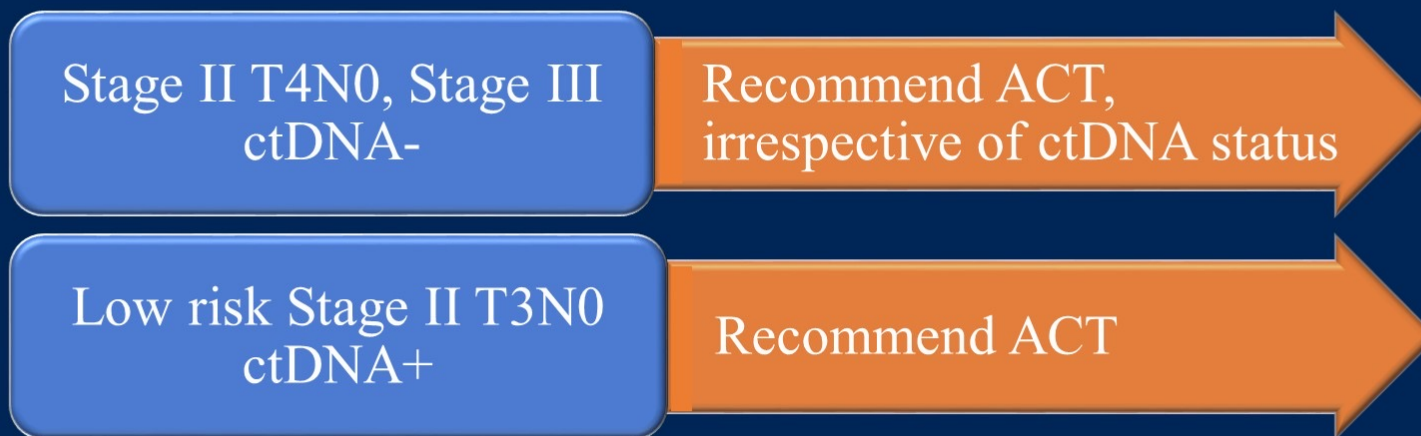 Stage II T4N0, Stage III
ctDNA-
Recommend ACT,
irrespective of ctDNA status
Low risk Stage II T3N0
ctDNA+
Recommend ACT